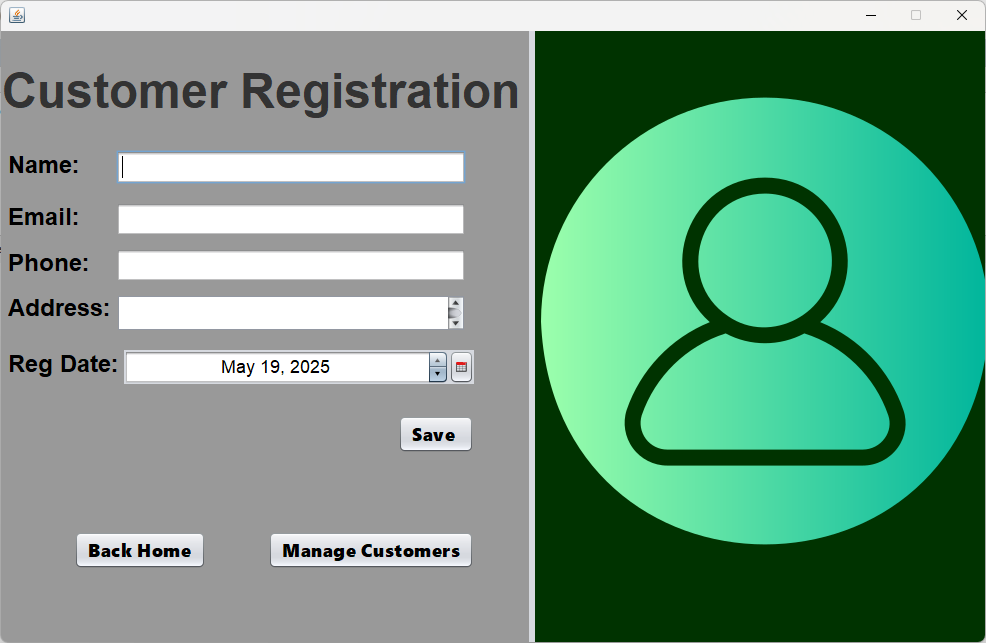 Customer Registration
Name:
Email:
Phone:
Address:
Reg Date: May 19, 2025
Save
Back Home Manage Customers